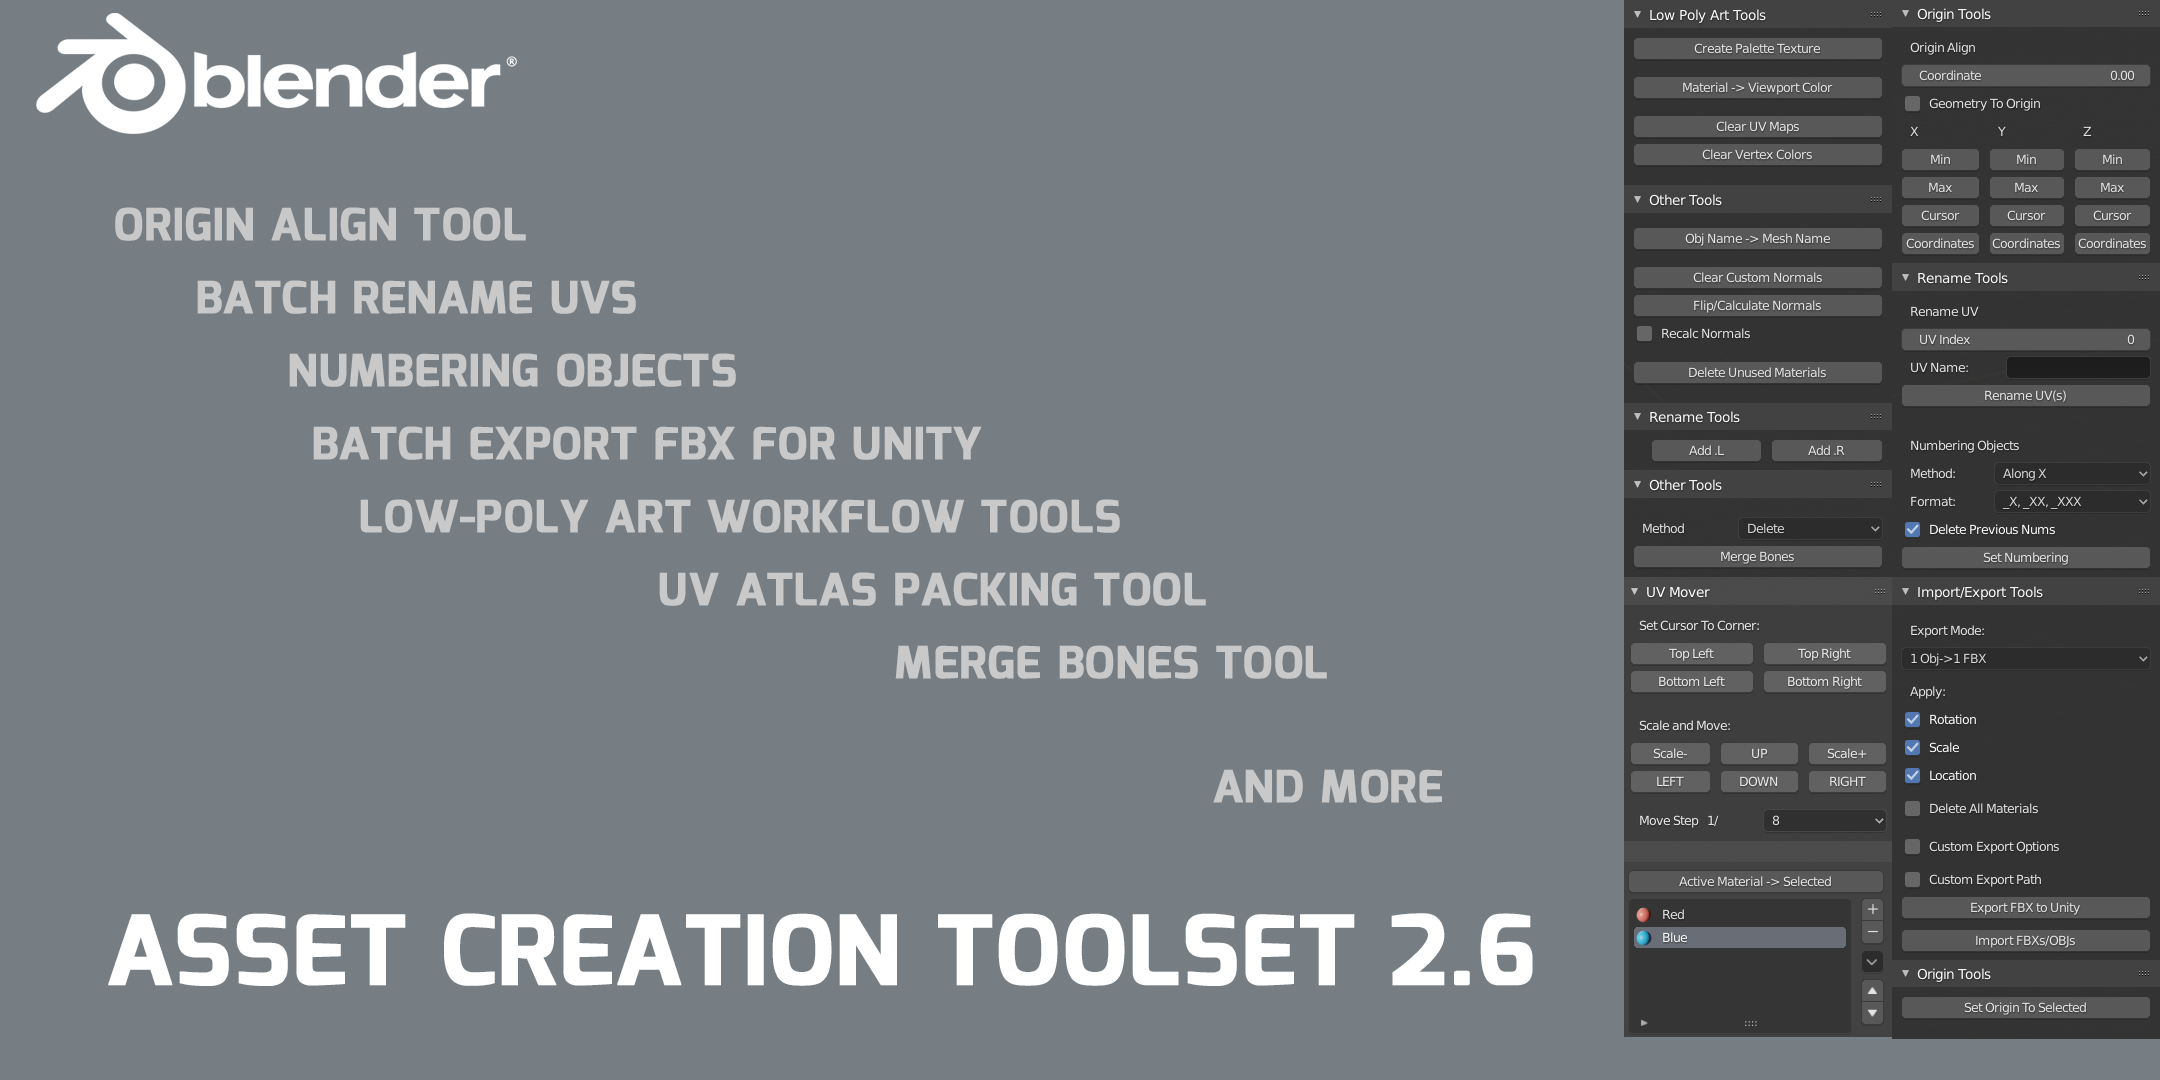 blender®
ORIGIN ALIGN TOOL
BATCH RENAME UVS
NUMBERING OBJECTS
BATCH EXPORT FBX FOR UNITY
LOW-POLY ART WORKFLOW TOOLS
UV ATLAS PACKING TOOL
MERGE BONES TOOL
AND MORE
ASSET CREATION TOOLSET 2.6
Low Poly Art Tools
Create Palette Texture
Material -> Viewport Color
Clear UV Maps
Clear Vertex Colors
Other Tools
Obj Name -> Mesh Name
Clear Custom Normals
Flip/Calculate Normals
Recalc Normals
Delete Unused Materials
Rename Tools
Add .L Add .R
Other Tools
Method Delete
Merge Bones
UV Mover
Set Cursor To Corner:
Top Left Top Right
Bottom Left Bottom Right
Scale and Move:
Scale- UP Scale+
LEFT DOWN RIGHT
Move Step 1/ 8
Active Material -> Selected
Red
Blue
Origin Tools
Origin Align
Coordinate 0.00
Geometry To Origin
X Y Z
Min Min Min
Max Max Max
Cursor Cursor Cursor
Coordinates Coordinates Coordinates
Rename Tools
Rename UV
UV Index 0
UV Name:
Rename UV(s)
Numbering Objects
Method: Along X
Format: _X, _XX, _XXX
Delete Previous Nums
Set Numbering
Import/Export Tools
Export Mode:
1 Obj->1 FBX
Apply:
Rotation
Scale
Location
Delete All Materials
Custom Export Options
Custom Export Path
Export FBX to Unity
Import FBXs/OBJs
Origin Tools
Set Origin To Selected